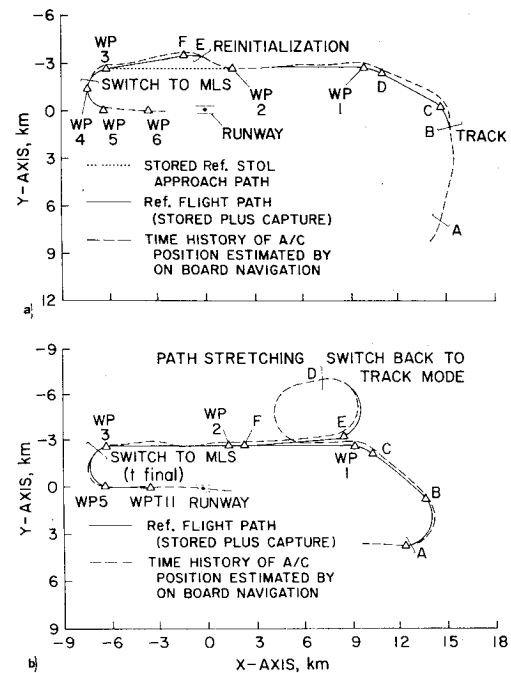 -6
WP
3
F
E REINITIALIZATION
-3
SWITCH TO MLS
WP
2
WP
1
D
C
0
WP
4
WP
5
WP
6
RUNWAY
B
TRACK
3
STORED Ref. STOL
APPROACH PATH
Y-AXIS, km
6
Ref. FLIGHT PATH
(STORED PLUS CAPTURE)
A
TIME HISTORY OF A/C
POSITION ESTIMATED BY
ON BOARD NAVIGATION
9
12
a)
-9
PATH STRETCHING
SWITCH BACK TO
TRACK MODE
D
-6
WP
3
WP
2
F
E
-3
SWITCH TO MLS
(t final)
WP
1
C
0
WP5
WPT11
RUNWAY
B
Y-AXIS, km
3
Ref. FLIGHT PATH
(STORED PLUS CAPTURE)
A
6
TIME HISTORY OF A/C
POSITION ESTIMATED BY
ON BOARD NAVIGATION
9
-9 -6 -3 0 3 6 9 12 15 18
b)
X-AXIS, km